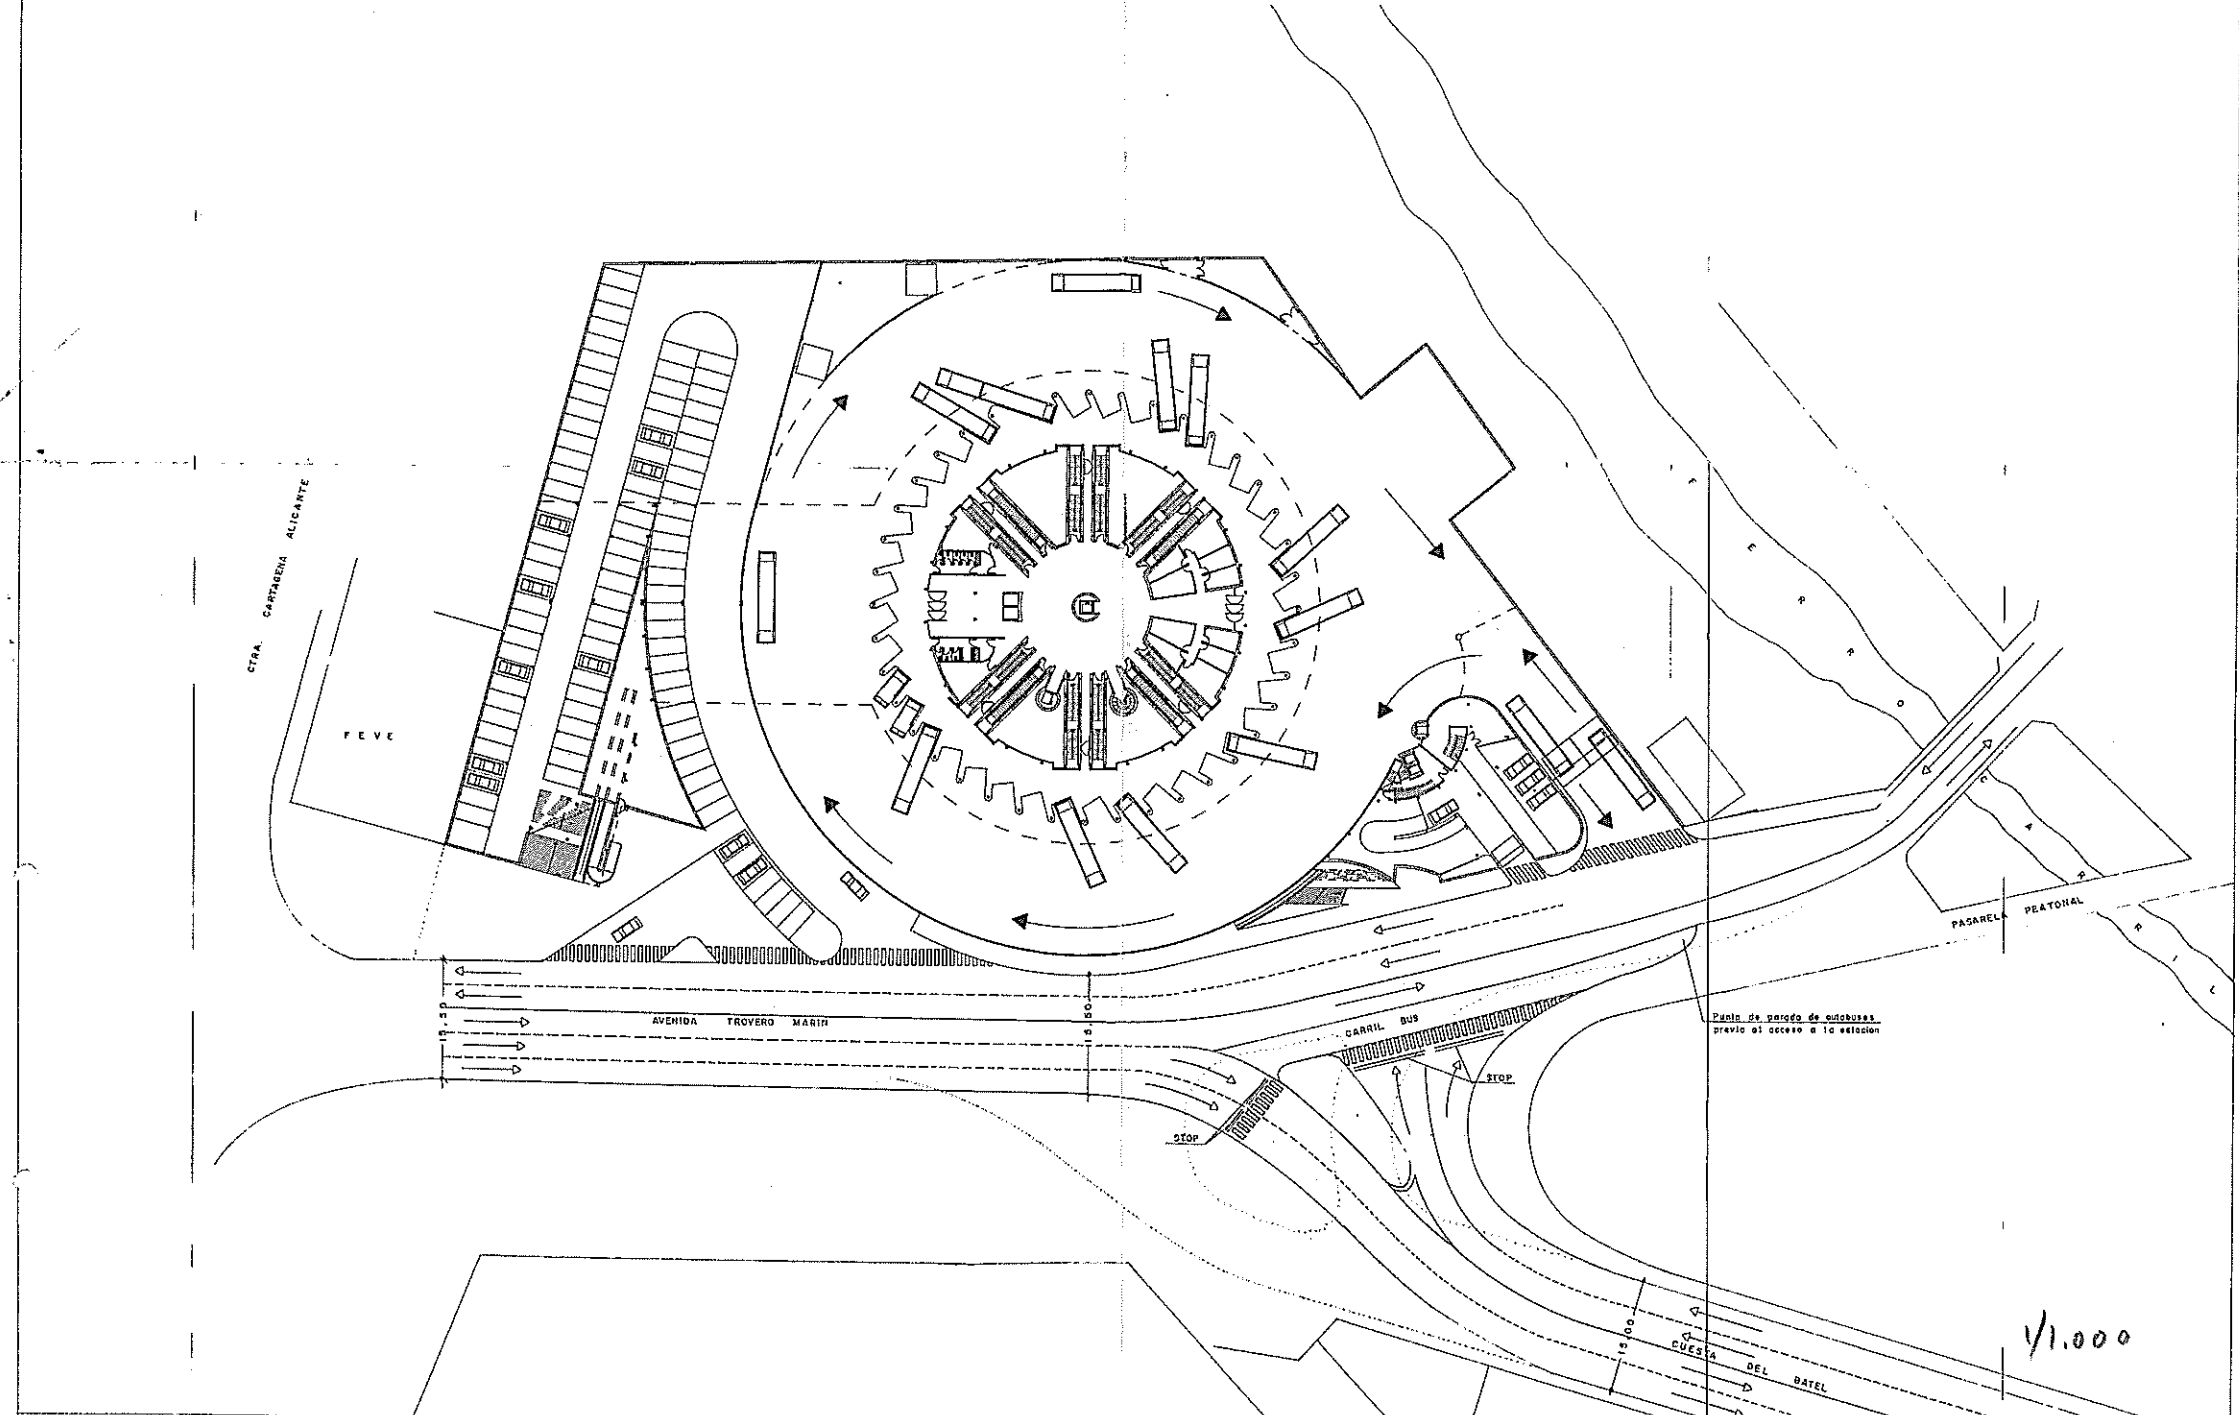 CTRA. CARTAGENA ALICANTE
FEVE
FERROCARRIL
PASARELA PEATONAL
15,50
15,50
AVENIDA TROVERO MARIN
CARRIL BUS
Punto de parada de autobuses
previo al acceso a la estacion
STOP
STOP
15,00
CUESTA DEL BATEL
1/1.000